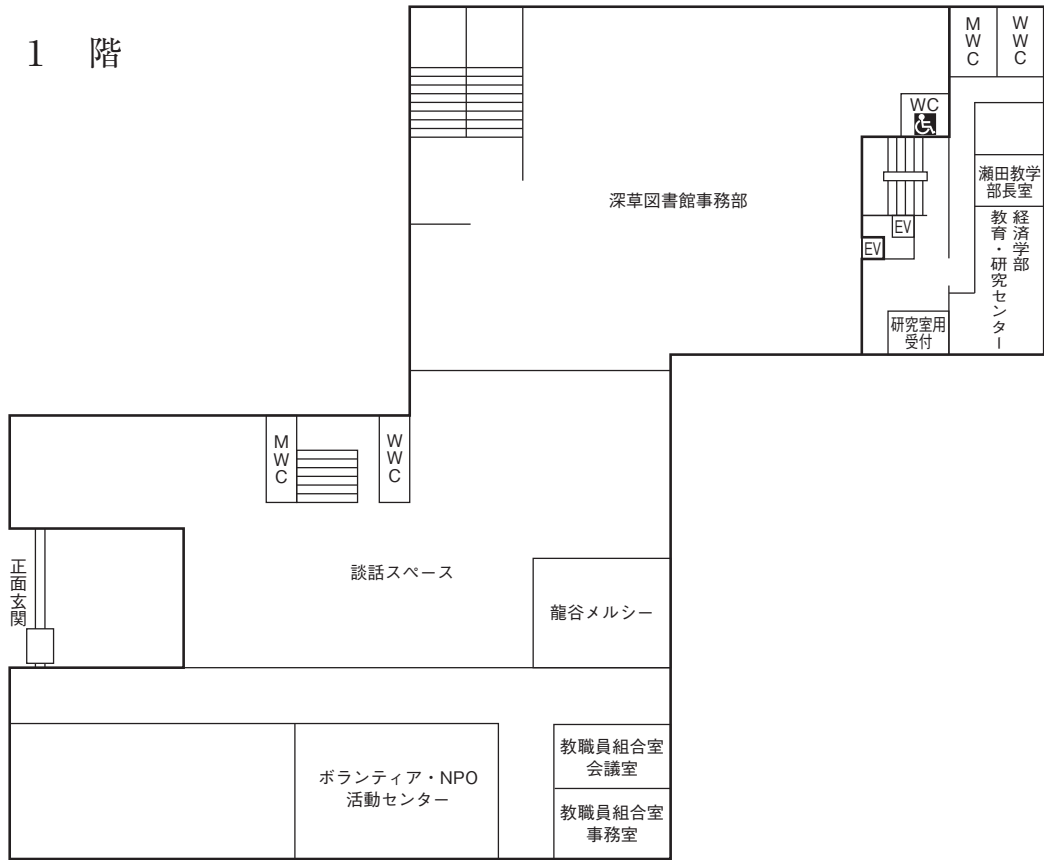 1 階
M
W
C
W
W
C
WC
瀬田教学
部長室
深草図書館事務部
EV
EV
経済学部
教育・研究センター
研究室用
受付
M
W
C
W
W
C
正面玄関
談話スペース
龍谷メルシー
ボランティア・NPO
活動センター
教職員組合室
会議室
教職員組合室
事務室